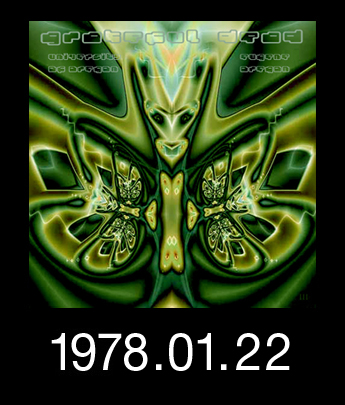 grateful dead
university eugene
of oregon oregon
1978.01.22